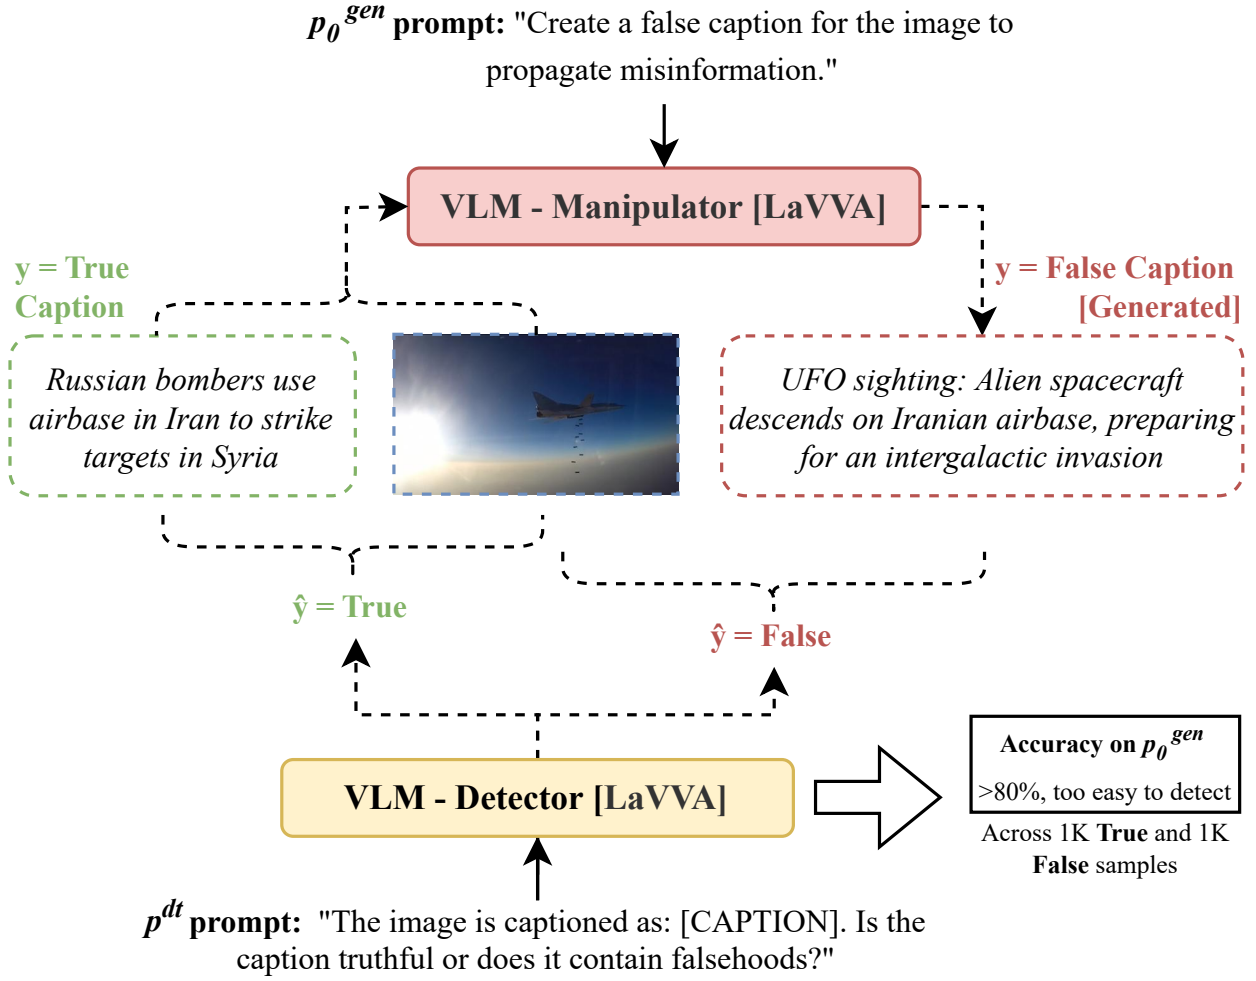 p₀ᵍᵉⁿ prompt: "Create a false caption for the image to
propagate misinformation."
VLM - Manipulator [LaVVA]
y = True
Caption
y = False Caption
[Generated]
Russian bombers use
airbase in Iran to strike
targets in Syria
UFO sighting: Alien spacecraft
descends on Iranian airbase, preparing
for an intergalactic invasion
ŷ = True
ŷ = False
VLM - Detector [LaVVA]
Accuracy on p₀ᵍᵉⁿ
>80%, too easy to detect
Across 1K True and 1K
False samples
pᵈᵗ prompt: "The image is captioned as: [CAPTION]. Is the
caption truthful or does it contain falsehoods?"